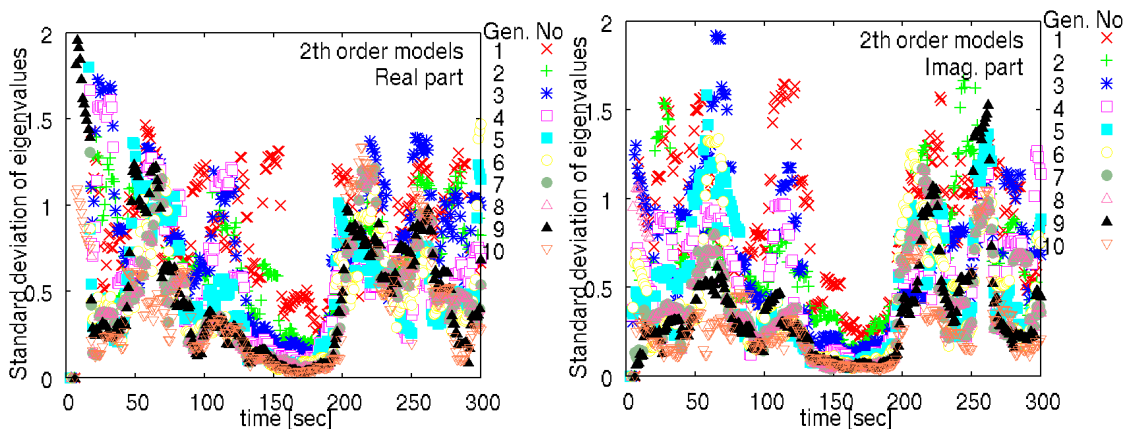 Gen. No
2th order models
Real part
1
2
3
4
5
6
7
8
9
10
2
1.5
1
0.5
0
Standard deviation of eigenvalues
0 50 100 150 200 250 300
time [sec]
Gen. No
2th order models
Imag. part
1
2
3
4
5
6
7
8
9
10
2
1.5
1
0.5
0
Standard deviation of eigenvalues
0 50 100 150 200 250 300
time [sec]